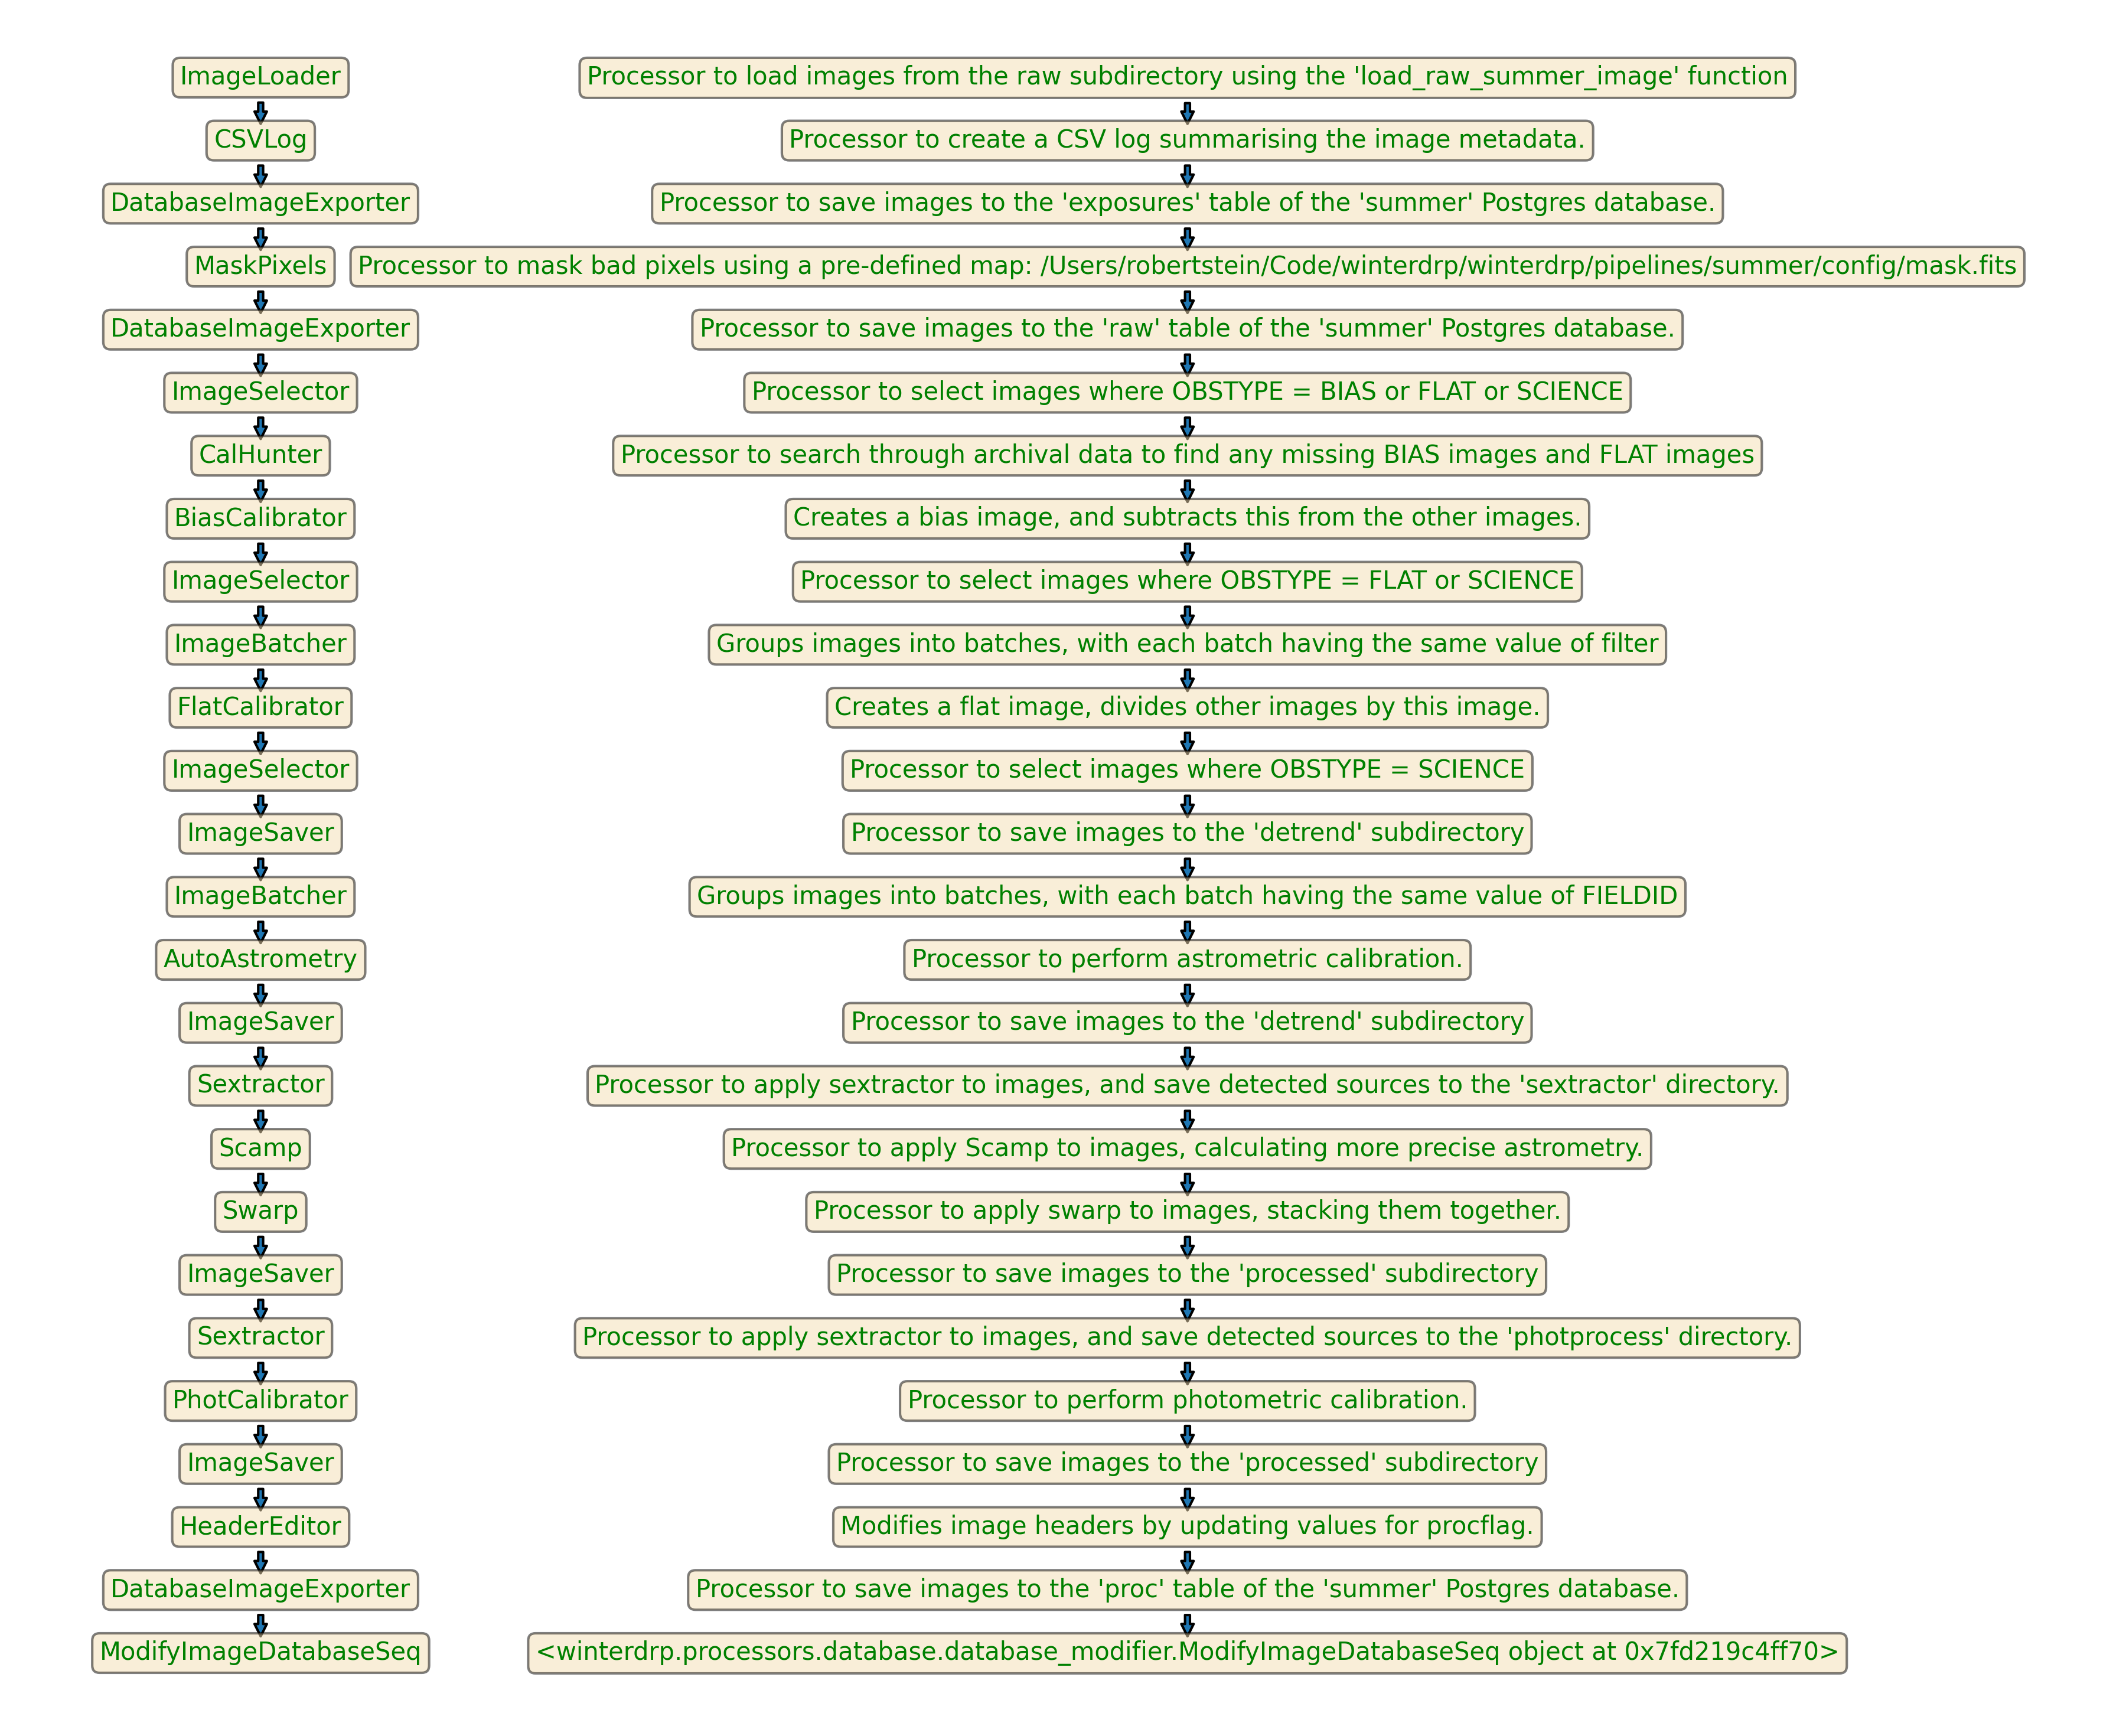 ImageLoader
Processor to load images from the raw subdirectory using the 'load_raw_summer_image' function
CSVLog
Processor to create a CSV log summarising the image metadata.
DatabaseImageExporter
Processor to save images to the 'exposures' table of the 'summer' Postgres database.
MaskPixels
Processor to mask bad pixels using a pre-defined map: /Users/robertstein/Code/winterdrp/winterdrp/pipelines/summer/config/mask.fits
DatabaseImageExporter
Processor to save images to the 'raw' table of the 'summer' Postgres database.
ImageSelector
Processor to select images where OBSTYPE = BIAS or FLAT or SCIENCE
CalHunter
Processor to search through archival data to find any missing BIAS images and FLAT images
BiasCalibrator
Creates a bias image, and subtracts this from the other images.
ImageSelector
Processor to select images where OBSTYPE = FLAT or SCIENCE
ImageBatcher
Groups images into batches, with each batch having the same value of filter
FlatCalibrator
Creates a flat image, divides other images by this image.
ImageSelector
Processor to select images where OBSTYPE = SCIENCE
ImageSaver
Processor to save images to the 'detrend' subdirectory
ImageBatcher
Groups images into batches, with each batch having the same value of FIELDID
AutoAstrometry
Processor to perform astrometric calibration.
ImageSaver
Processor to save images to the 'detrend' subdirectory
Sextractor
Processor to apply sextractor to images, and save detected sources to the 'sextractor' directory.
Scamp
Processor to apply Scamp to images, calculating more precise astrometry.
Swarp
Processor to apply swarp to images, stacking them together.
ImageSaver
Processor to save images to the 'processed' subdirectory
Sextractor
Processor to apply sextractor to images, and save detected sources to the 'photprocess' directory.
PhotCalibrator
Processor to perform photometric calibration.
ImageSaver
Processor to save images to the 'processed' subdirectory
HeaderEditor
Modifies image headers by updating values for procflag.
DatabaseImageExporter
Processor to save images to the 'proc' table of the 'summer' Postgres database.
ModifyImageDatabaseSeq
<winterdrp.processors.database.database_modifier.ModifyImageDatabaseSeq object at 0x7fd219c4ff70>